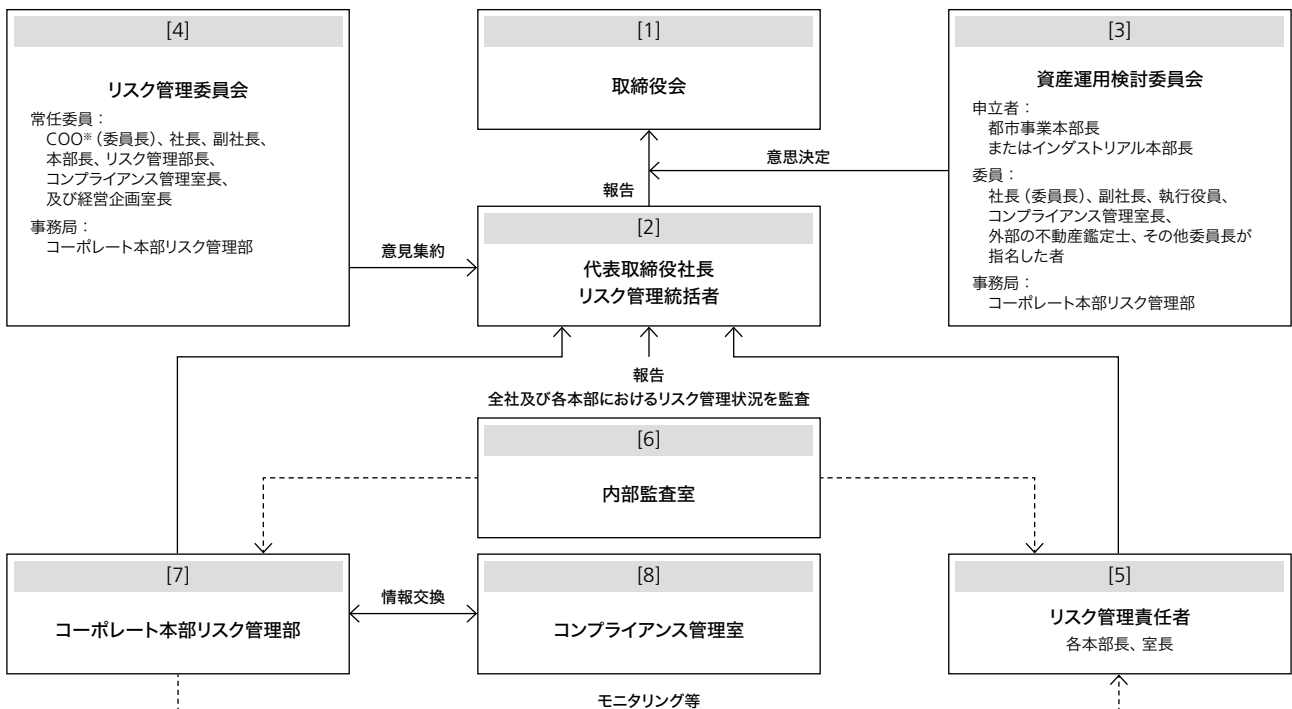 [4]
リスク管理委員会
常任委員：
COO※（委員長）、社長、副社長、
本部長、リスク管理部長、
コンプライアンス管理室長、
及び経営企画室長
事務局：
コーポレート本部リスク管理部
[1]
取締役会
[3]
資産運用検討委員会
申立者：
都市事業本部長
またはインダストリアル本部長
委員：
社長（委員長）、副社長、執行役員、
コンプライアンス管理室長、
外部の不動産鑑定士、その他委員長が
指名した者
事務局：
コーポレート本部リスク管理部
意思決定
報告
意見集約
[2]
代表取締役社長
リスク管理統括者
報告
全社及び各本部におけるリスク管理状況を監査
[6]
内部監査室
[7]
コーポレート本部リスク管理部
情報交換
[8]
コンプライアンス管理室
[5]
リスク管理責任者
各本部長、室長
モニタリング等